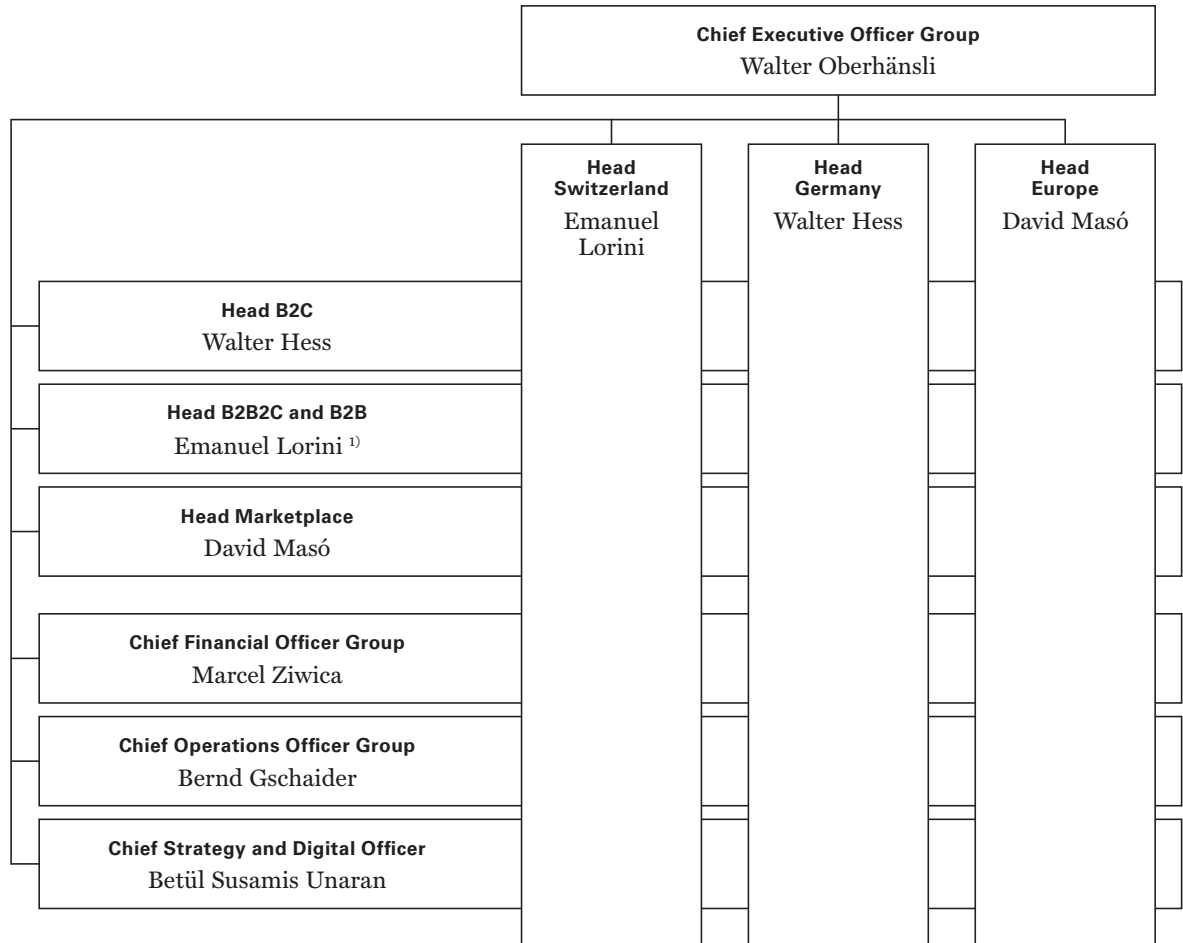 Chief Executive Officer Group
Walter Oberhänsli
Head
Switzerland
Emanuel
Lorini
Head
Germany
Walter Hess
Head
Europe
David Masó
Head B2C
Walter Hess
Head B2B2C and B2B
Emanuel Lorini 1)
Head Marketplace
David Masó
Chief Financial Officer Group
Marcel Ziwica
Chief Operations Officer Group
Bernd Gschaider
Chief Strategy and Digital Officer
Betül Susamis Unaran